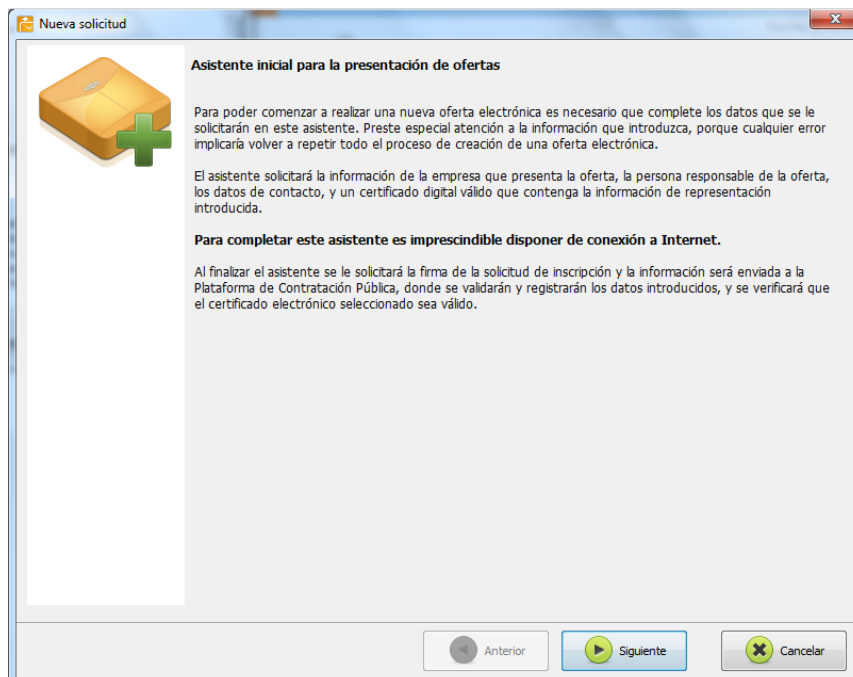 Nueva solicitud
Asistente inicial para la presentación de ofertas
Para poder comenzar a realizar una nueva oferta electrónica es necesario que complete los datos que se le
solicitarán en este asistente. Preste especial atención a la información que introduzca, porque cualquier error
implicaría volver a repetir todo el proceso de creación de una oferta electrónica.
El asistente solicitará la información de la empresa que presenta la oferta, la persona responsable de la oferta,
los datos de contacto, y un certificado digital válido que contenga la información de representación
introducida.
Para completar este asistente es imprescindible disponer de conexión a Internet.
Al finalizar el asistente se le solicitará la firma de la solicitud de inscripción y la información será enviada a la
Plataforma de Contratación Pública, donde se validarán y registrarán los datos introducidos, y se verificará que
el certificado electrónico seleccionado sea válido.
Anterior Siguiente Cancelar